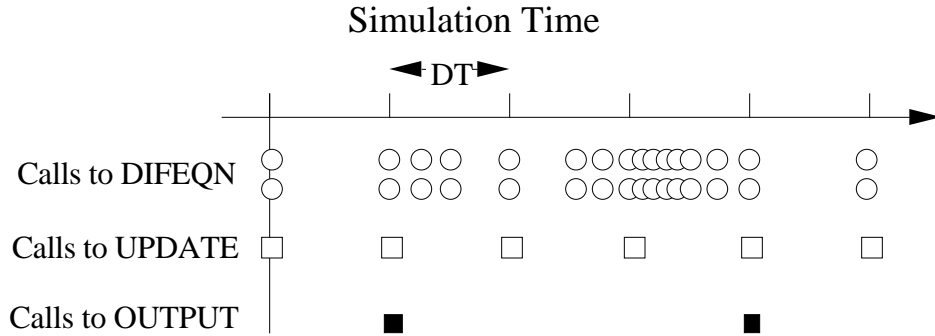 Simulation Time
DT
Calls to DIFEQN
Calls to UPDATE
Calls to OUTPUT